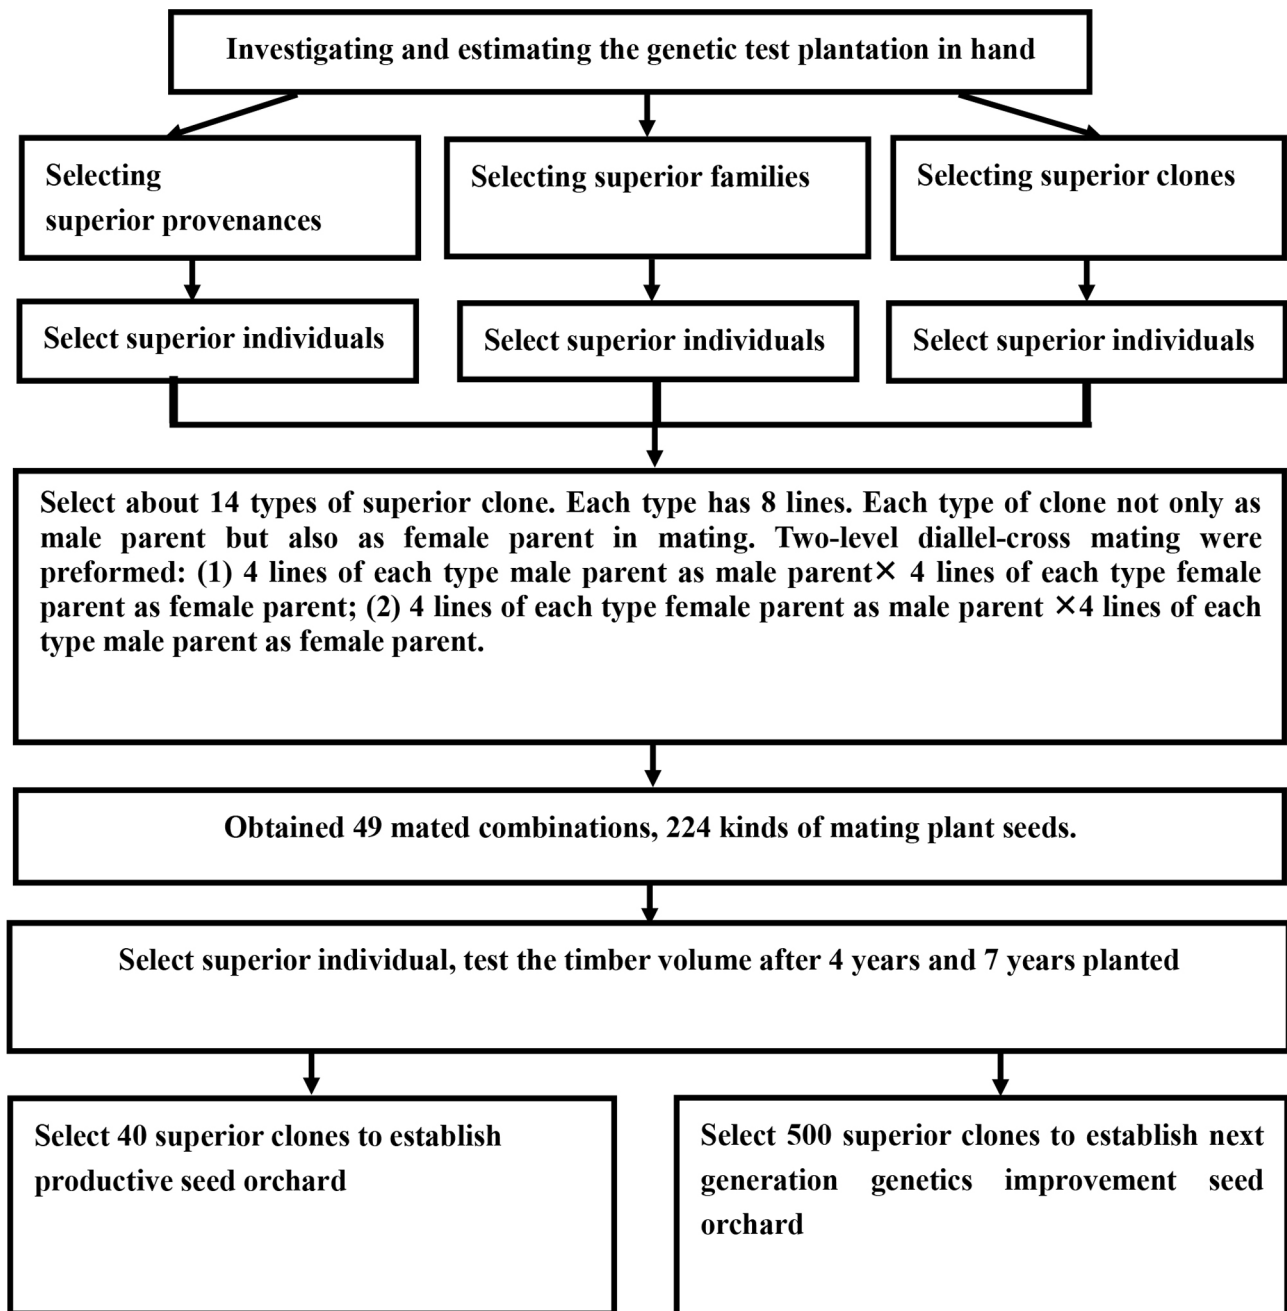 Investigating and estimating the genetic test plantation in hand
Selecting
superior provenances
Selecting superior families
Selecting superior clones
Select superior individuals
Select superior individuals
Select superior individuals
Select about 14 types of superior clone. Each type has 8 lines. Each type of clone not only as
male parent but also as female parent in mating. Two-level diallel-cross mating were
preformed: (1) 4 lines of each type male parent as male parent× 4 lines of each type female
parent as female parent; (2) 4 lines of each type female parent as male parent ×4 lines of each
type male parent as female parent.
Obtained 49 mated combinations, 224 kinds of mating plant seeds.
Select superior individual, test the timber volume after 4 years and 7 years planted
Select 40 superior clones to establish
productive seed orchard
Select 500 superior clones to establish next
generation genetics improvement seed
orchard